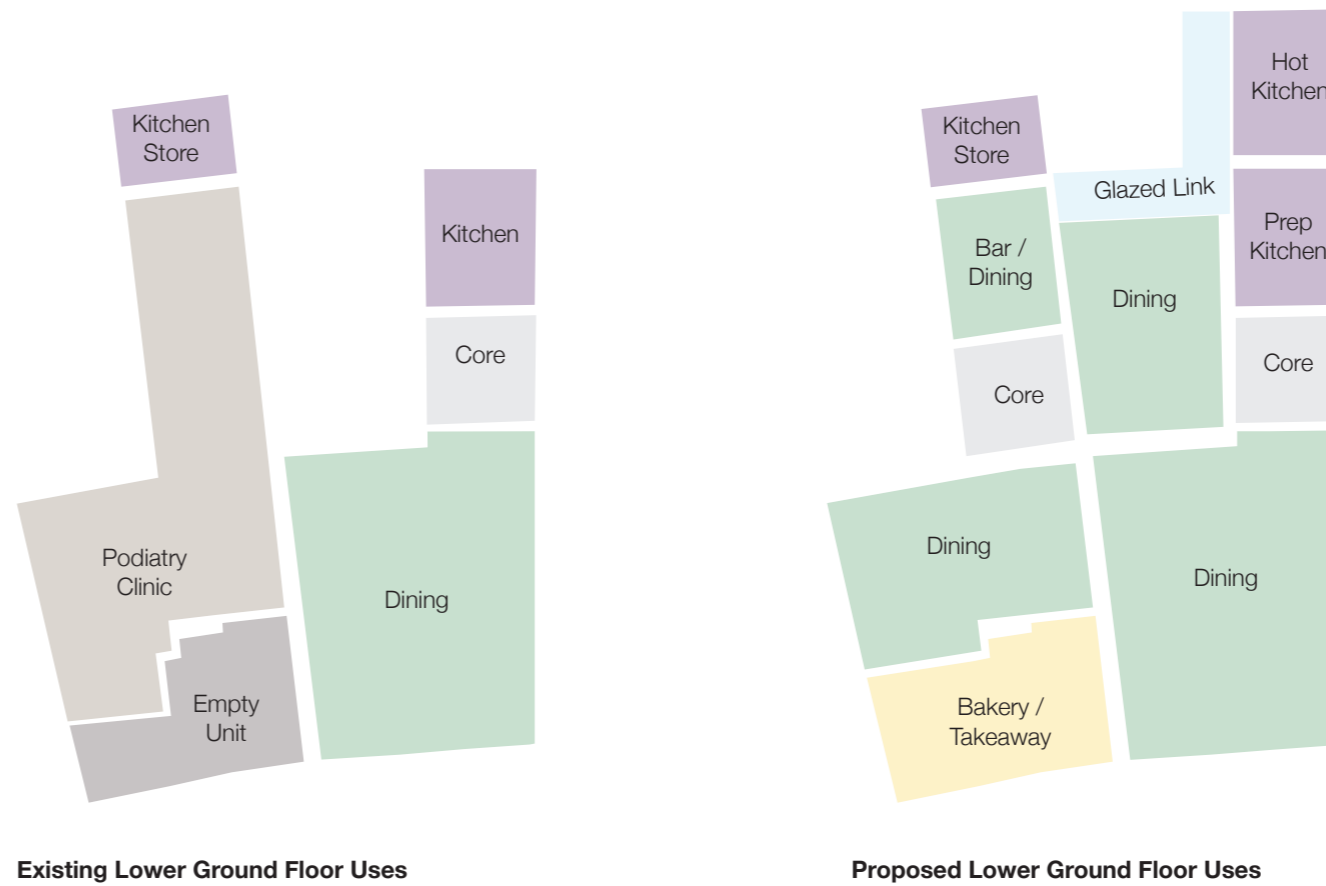 Kitchen
Store
Kitchen
Core
Podiatry
Clinic
Dining
Empty
Unit
Existing Lower Ground Floor Uses
Hot
Kitchen
Kitchen
Store
Glazed Link
Prep
Kitchen
Bar /
Dining
Dining
Core
Core
Dining
Dining
Bakery /
Takeaway
Proposed Lower Ground Floor Uses